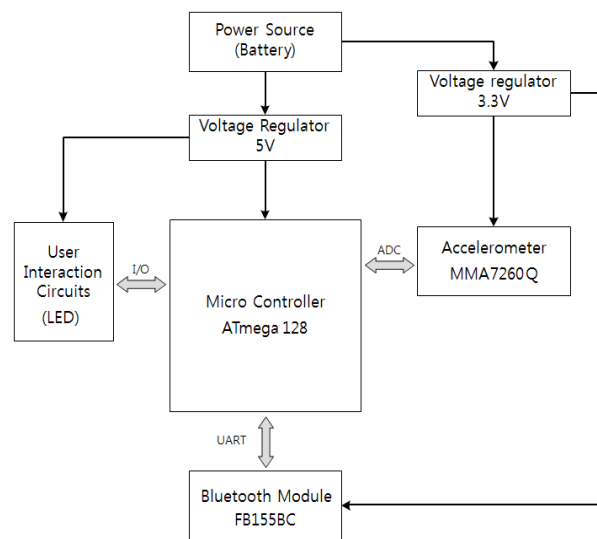 Power Source
(Battery)
Voltage regulator
3.3V
Voltage Regulator
5V
User
Interaction
Circuits
(LED)
I/O
Micro Controller
ATmega 128
ADC
Accelerometer
MMA7260Q
UART
Bluetooth Module
FB155BC